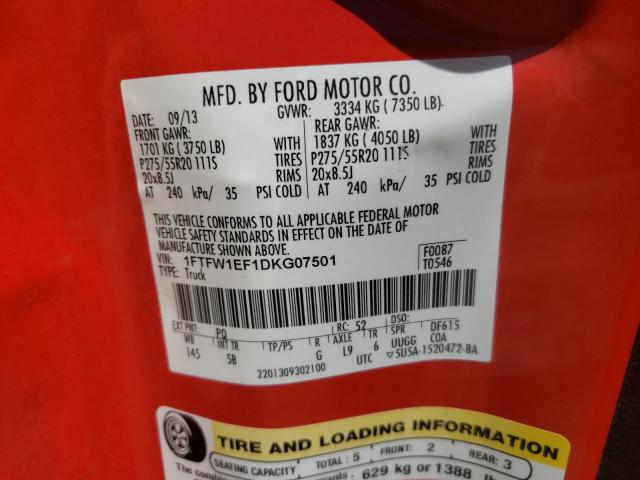 MFD. BY FORD MOTOR CO.
DATE: 09/13 GVWR: 3334 KG ( 7350 LB)
FRONT GAWR: REAR GAWR:
1701 KG ( 3750 LB) WITH 1837 KG ( 4050 LB) WITH
P275/55R20 111S TIRES P275/55R20 111S TIRES
20x8.5J RIMS 20x8.5J RIMS
AT 240 kPa/ 35 PSI COLD AT 240 kPa/ 35 PSI COLD
THIS VEHICLE CONFORMS TO ALL APPLICABLE FEDERAL MOTOR
VEHICLE SAFETY STANDARDS IN EFFECT ON THE DATE OF
MANUFACTURE SHOWN ABOVE.
VIN: 1FTFW1EF1DKG07501 F0087
TYPE: Truck T0546
EXT PNT: PQ RC: 52 DSO:
WB INT TR TP/PS R AXLE TR SPR DF615
145 5B G L9 6 UUGG COA
UTC ▽5U5A-1520472-BA
2201309302100
TIRE AND LOADING INFORMATION
SEATING CAPACITY TOTAL : 5 FRONT: 2 REAR: 3
The 629 kg or 1388